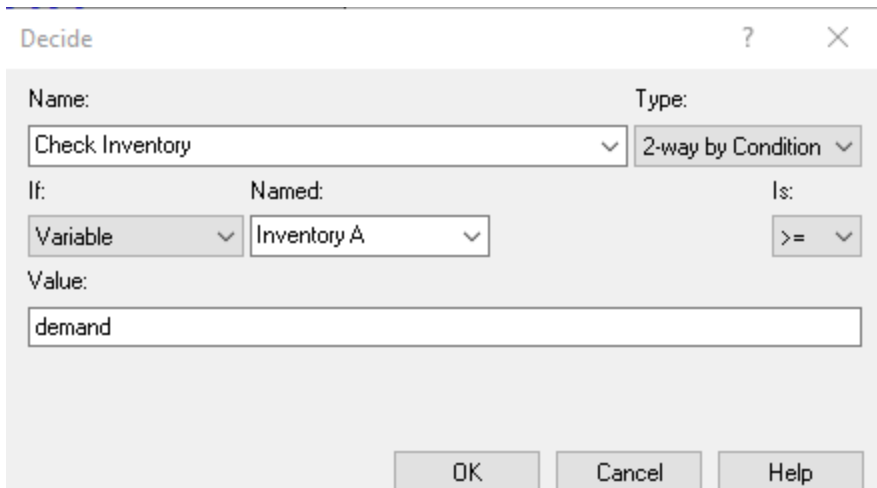 Decide ?
Name: Type:
Check Inventory 2-way by Condition
If: Named: Is:
Variable Inventory A >=
Value:
demand
OK Cancel Help